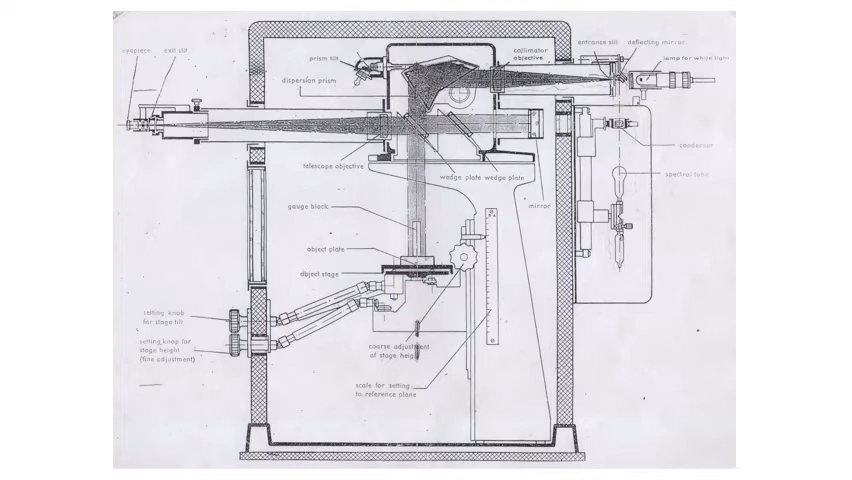 eyepiece
exit slit
prism tilt
dispersion prism
collimator
objective
entrance slit
deflecting mirror
lamp for white light
telescope objective
wedge plate wedge plate
condensor
spectral tube
mirror
gauge block
object plate
object stage
setting knob
for stage tilt
setting knob for
stage height
(fine adjustment)
coarse adjustment
of stage height
scale for setting
to reference plane